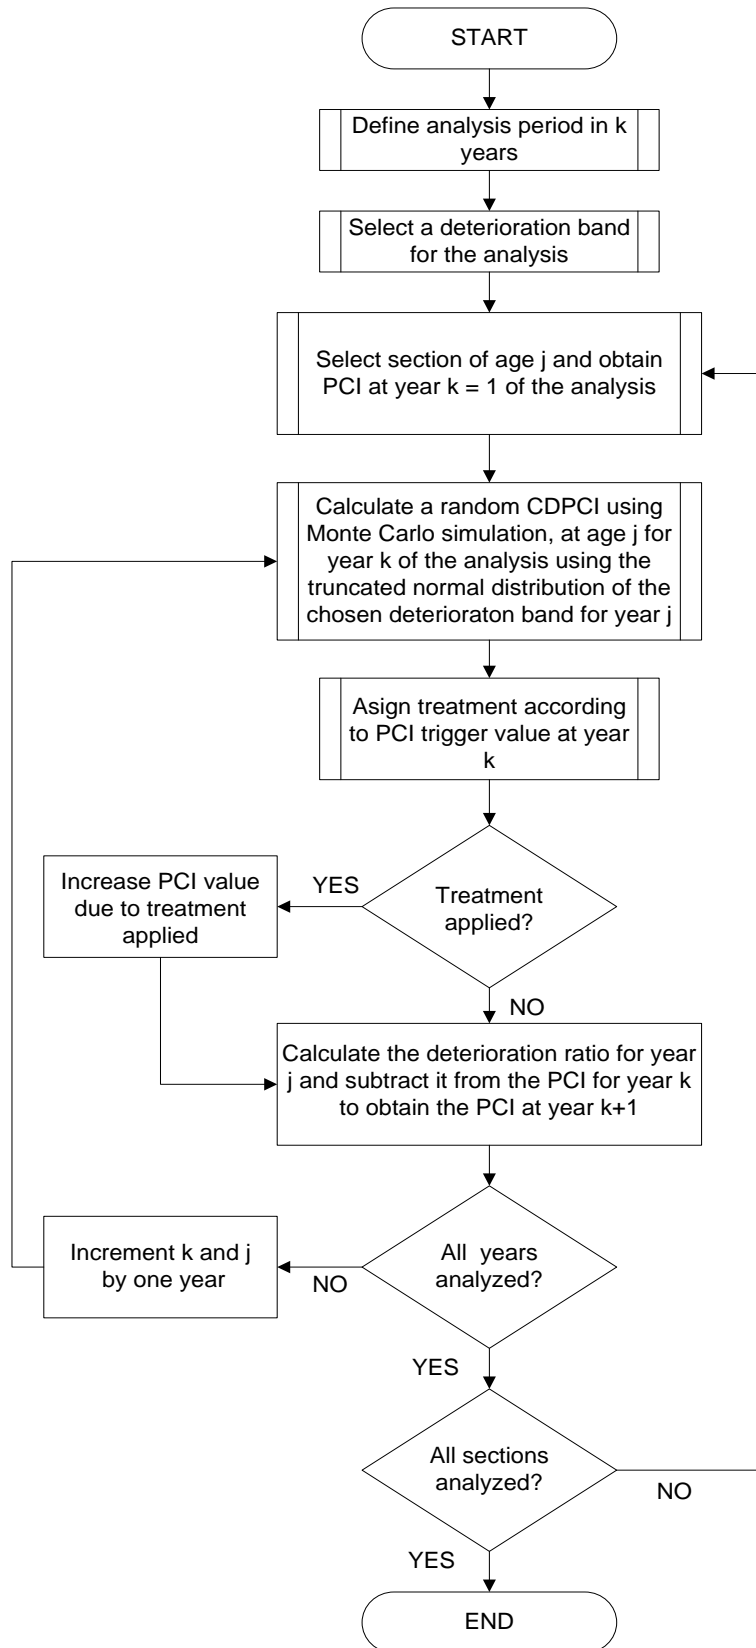 START
Define analysis period in k
years
Select a deterioration band
for the analysis
Select section of age j and obtain
PCI at year k = 1 of the analysis
Calculate a random CDPCI using
Monte Carlo simulation, at age j for
year k of the analysis using the
truncated normal distribution of the
chosen deterioraton band for year j
Asign treatment according
to PCI trigger value at year
k
Treatment
applied?
YES
Increase PCI value
due to treatment
applied
NO
Calculate the deterioration ratio for year
j and subtract it from the PCI for year k
to obtain the PCI at year k+1
All years
analyzed?
NO
Increment k and j
by one year
YES
All sections
analyzed?
NO
YES
END